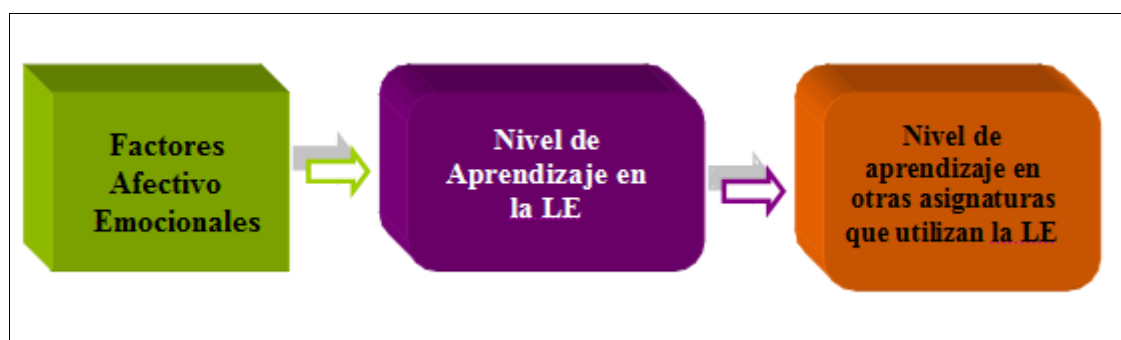 Factores
Afectivo
Emocionales
Nivel de
Aprendizaje en
la LE
Nivel de
aprendizaje en
otras asignaturas
que utilizan la LE